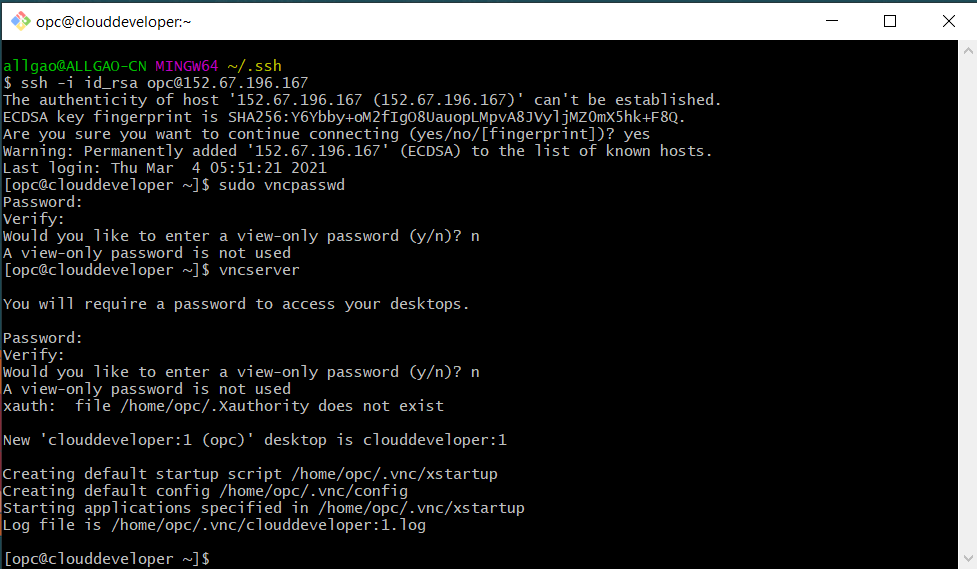 opc@clouddeveloper:~
allgao@ALLGAO-CN MINGW64 ~/.ssh
$ ssh -i id_rsa opc@152.67.196.167
The authenticity of host '152.67.196.167 (152.67.196.167)' can't be established.
ECDSA key fingerprint is SHA256:Y6Ybby+oM2fIgO8UauopLMpvA8JVyljMZ0mX5hk+F8Q.
Are you sure you want to continue connecting (yes/no/[fingerprint])? yes
Warning: Permanently added '152.67.196.167' (ECDSA) to the list of known hosts.
Last login: Thu Mar  4 05:51:21 2021
[opc@clouddeveloper ~]$ sudo vncpasswd
Password:
Verify:
Would you like to enter a view-only password (y/n)? n
A view-only password is not used
[opc@clouddeveloper ~]$ vncserver
You will require a password to access your desktops.
Password:
Verify:
Would you like to enter a view-only password (y/n)? n
A view-only password is not used
xauth:  file /home/opc/.Xauthority does not exist
New 'clouddeveloper:1 (opc)' desktop is clouddeveloper:1
Creating default startup script /home/opc/.vnc/xstartup
Creating default config /home/opc/.vnc/config
Starting applications specified in /home/opc/.vnc/xstartup
Log file is /home/opc/.vnc/clouddeveloper:1.log
[opc@clouddeveloper ~]$